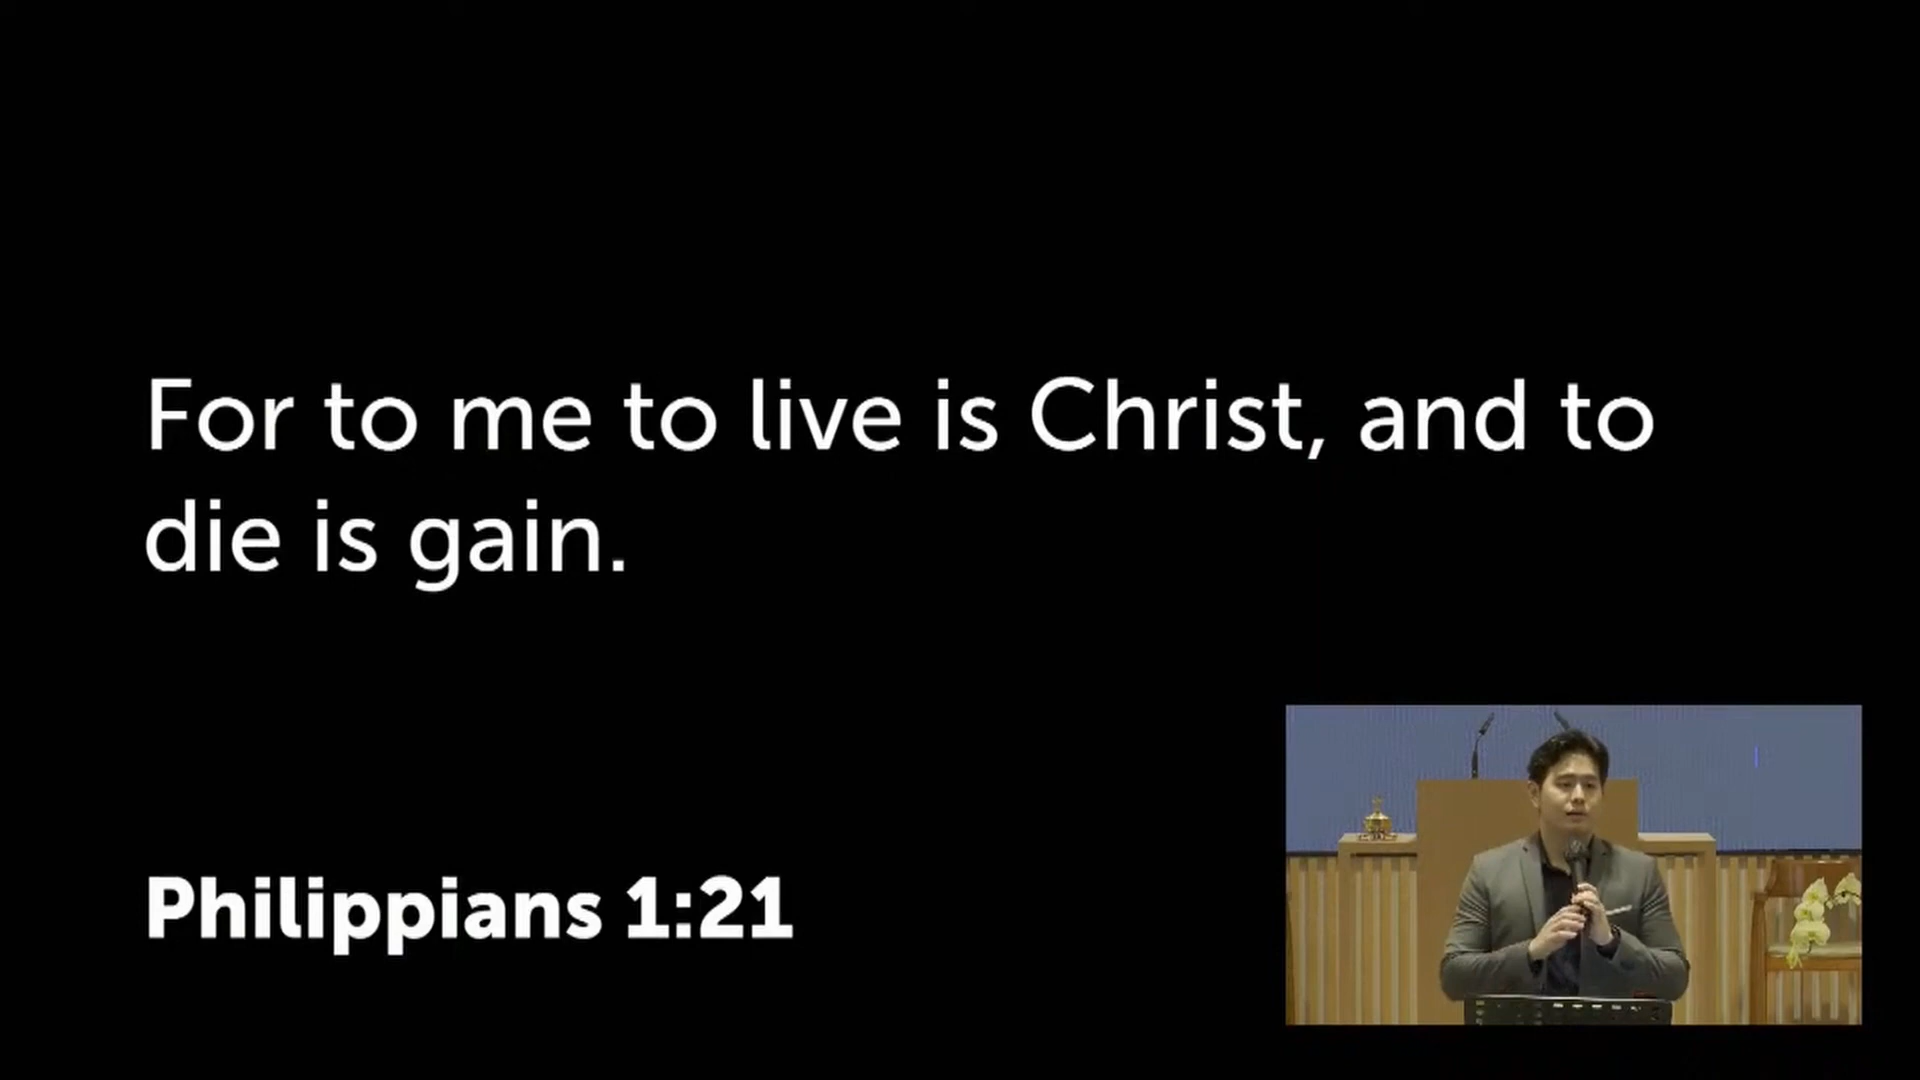 For to me to live is Christ, and to
die is gain.
Philippians 1:21